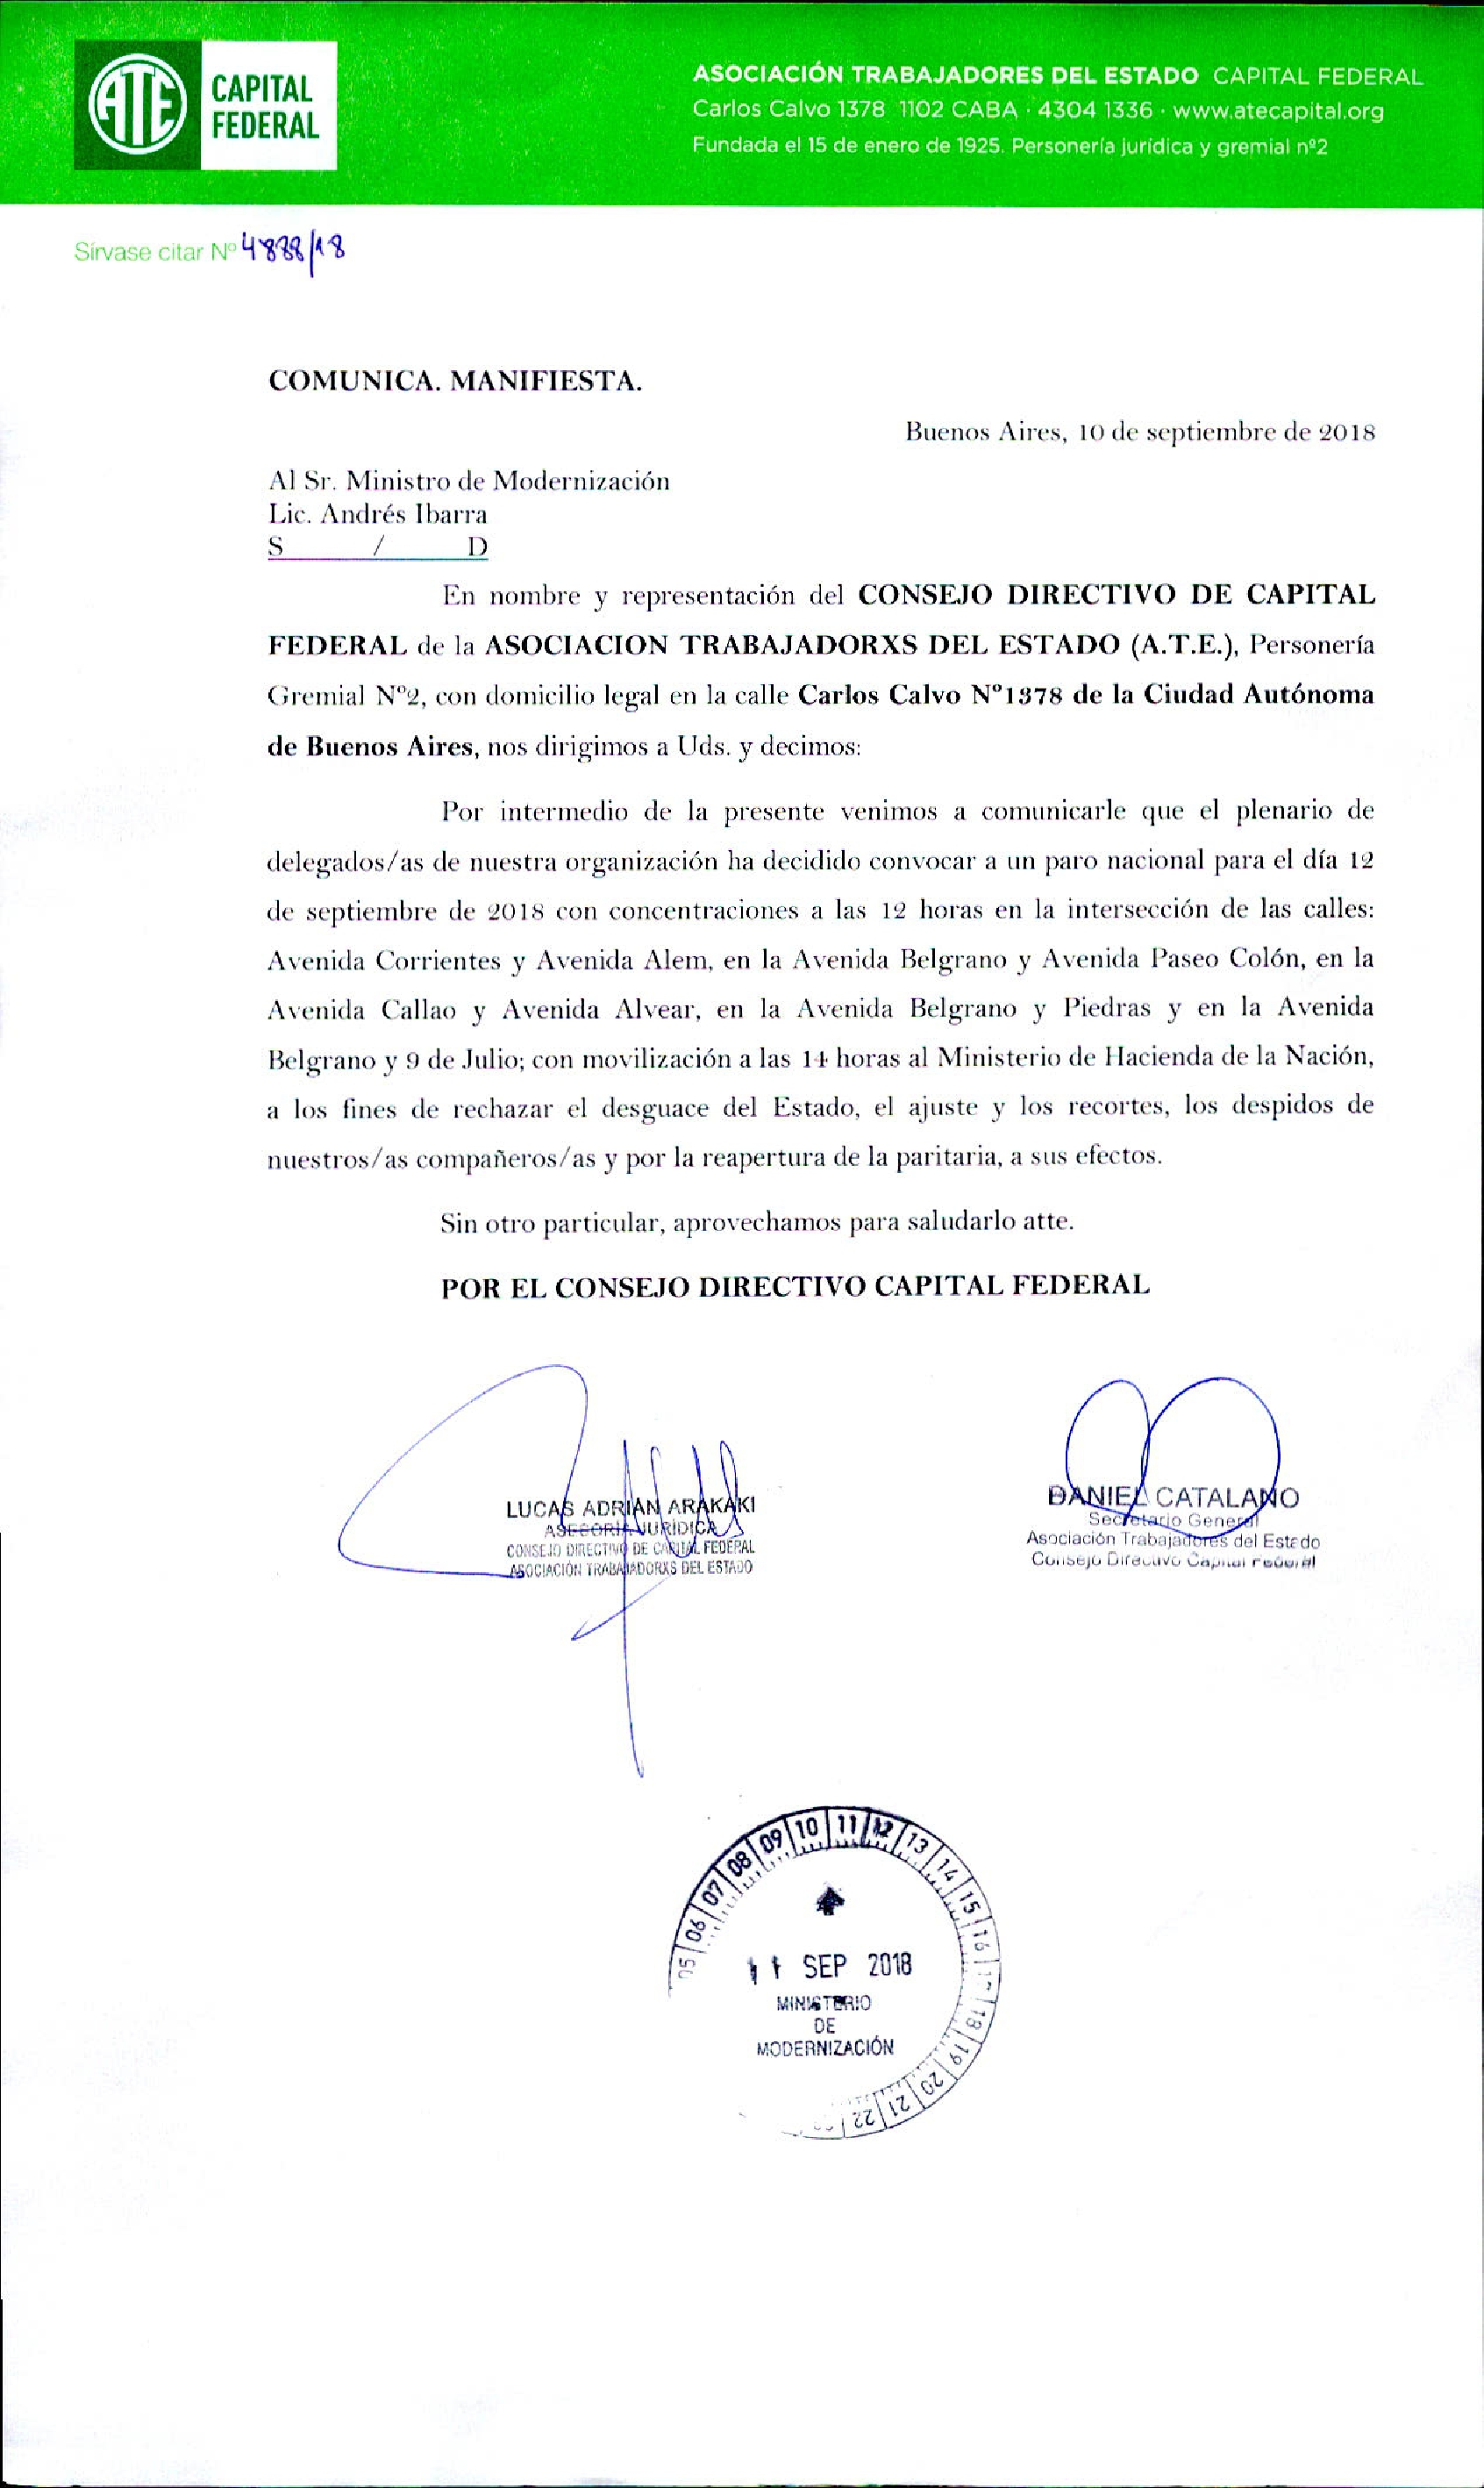 ATE CAPITAL
FEDERAL
ASOCIACIÓN TRABAJADORES DEL ESTADO CAPITAL FEDERAL
Carlos Calvo 1378 1102 CABA · 4304 1336 · www.atecapital.org
Fundada el 15 de enero de 1925. Personería jurídica y gremial nº2
Sírvase citar Nº 4888/18
COMUNICA. MANIFIESTA.
Buenos Aires, 10 de septiembre de 2018
Al Sr. Ministro de Modernización
Lic. Andrés Ibarra
S / D
En nombre y representación del CONSEJO DIRECTIVO DE CAPITAL
FEDERAL de la ASOCIACION TRABAJADORXS DEL ESTADO (A.T.E.), Personería
Gremial Nº2, con domicilio legal en la calle Carlos Calvo Nº1378 de la Ciudad Autónoma
de Buenos Aires, nos dirigimos a Uds. y decimos:
Por intermedio de la presente venimos a comunicarle que el plenario de
delegados/as de nuestra organización ha decidido convocar a un paro nacional para el día 12
de septiembre de 2018 con concentraciones a las 12 horas en la intersección de las calles:
Avenida Corrientes y Avenida Alem, en la Avenida Belgrano y Avenida Paseo Colón, en la
Avenida Callao y Avenida Alvear, en la Avenida Belgrano y Piedras y en la Avenida
Belgrano y 9 de Julio; con movilización a las 14 horas al Ministerio de Hacienda de la Nación,
a los fines de rechazar el desguace del Estado, el ajuste y los recortes, los despidos de
nuestros/as compañeros/as y por la reapertura de la paritaria, a sus efectos.
Sin otro particular, aprovechamos para saludarlo atte.
POR EL CONSEJO DIRECTIVO CAPITAL FEDERAL
LUCAS ADRIAN ARAKAKI
ASESORIA JURIDICA
CONSEJO DIRECTIVO DE CAPITAL FEDERAL
ASOCIACIÓN TRABAJADORXS DEL ESTADO
DANIEL CATALANO
Secretario General
Asociación Trabajadores del Estado
Consejo Directivo Capital Federal
05 06 07 08 09 10 11 12 13 14 15 16 17 18 19 20 21 22
11 SEP 2018
MINISTERIO
DE
MODERNIZACIÓN